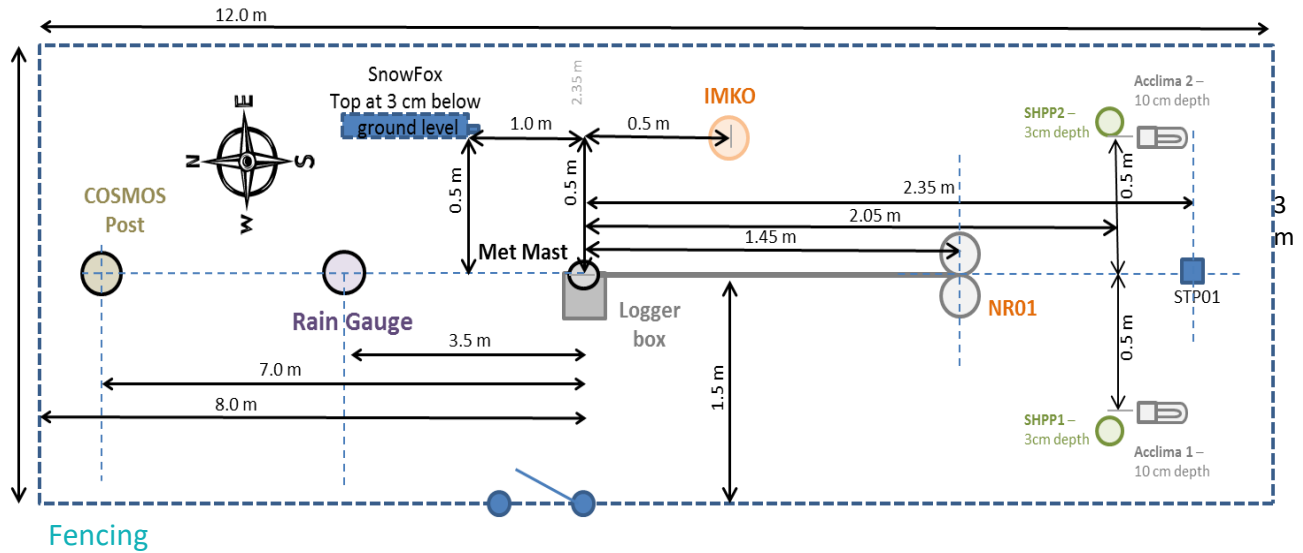 12.0 m
SnowFox
Top at 3 cm below
ground level
2.35 m
IMKO
Acclima 2 –
10 cm depth
SHPP2 –
3cm depth
E
N
S
W
1.0 m
0.5 m
0.5 m
0.5 m
0.5 m
COSMOS
Post
2.35 m
2.05 m
1.45 m
3
m
Met Mast
Rain Gauge
Logger
box
NR01
STP01
3.5 m
7.0 m
8.0 m
1.5 m
0.5 m
SHPP1 –
3cm depth
Acclima 1 –
10 cm depth
Fencing